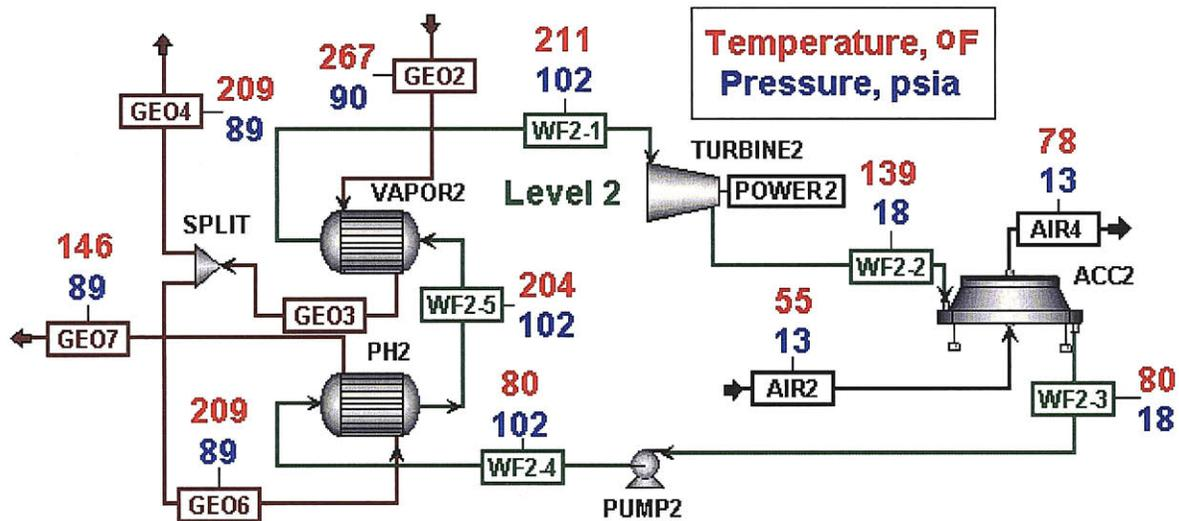 Temperature, ºF
Pressure, psia
211
102
267
90
GEO2
209
89
GEO4
WF2-1
TURBINE2
POWER2
VAPOR2
Level 2
78
13
AIR4
139
18
WF2-2
ACC2
SPLIT
146
89
GEO7
GEO3
WF2-5
204
102
55
13
AIR2
PH2
80
102
WF2-4
80
18
WF2-3
209
89
GEO6
PUMP2